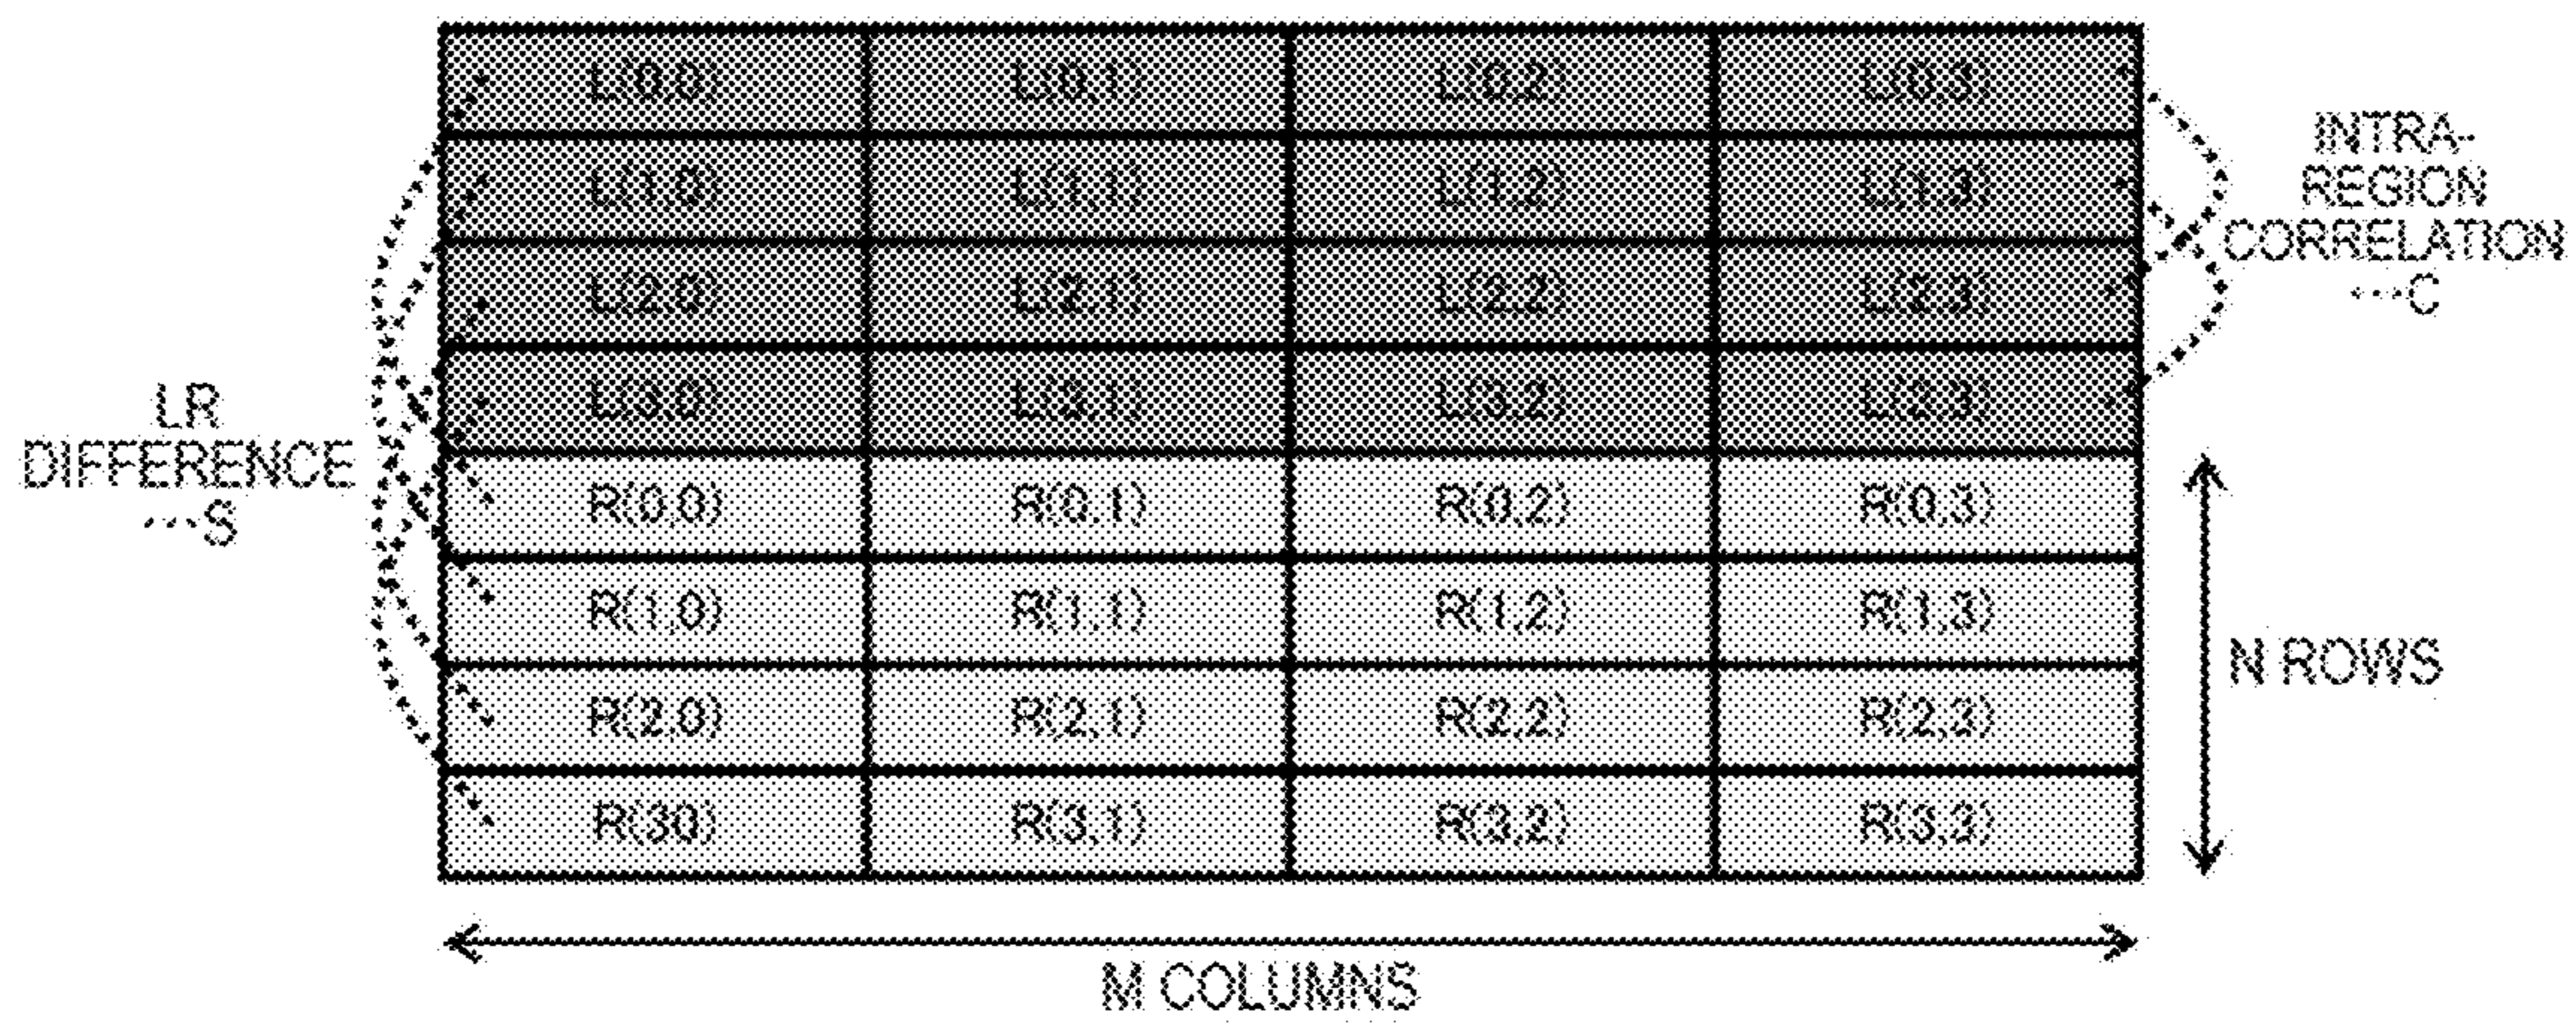 L(0,0) L(0,1) L(0,2) L(0,3)
L(1,0) L(1,1) L(1,2) L(1,3)
L(2,0) L(2,1) L(2,2) L(2,3)
L(3,0) L(3,1) L(3,2) L(3,3)
R(0,0) R(0,1) R(0,2) R(0,3)
R(1,0) R(1,1) R(1,2) R(1,3)
R(2,0) R(2,1) R(2,2) R(2,3)
R(30) R(3,1) R(3,2) R(3,3)
LR
DIFFERENCE
···S
INTRA-
REGION
CORRELATION
···C
N ROWS
M COLUMNS